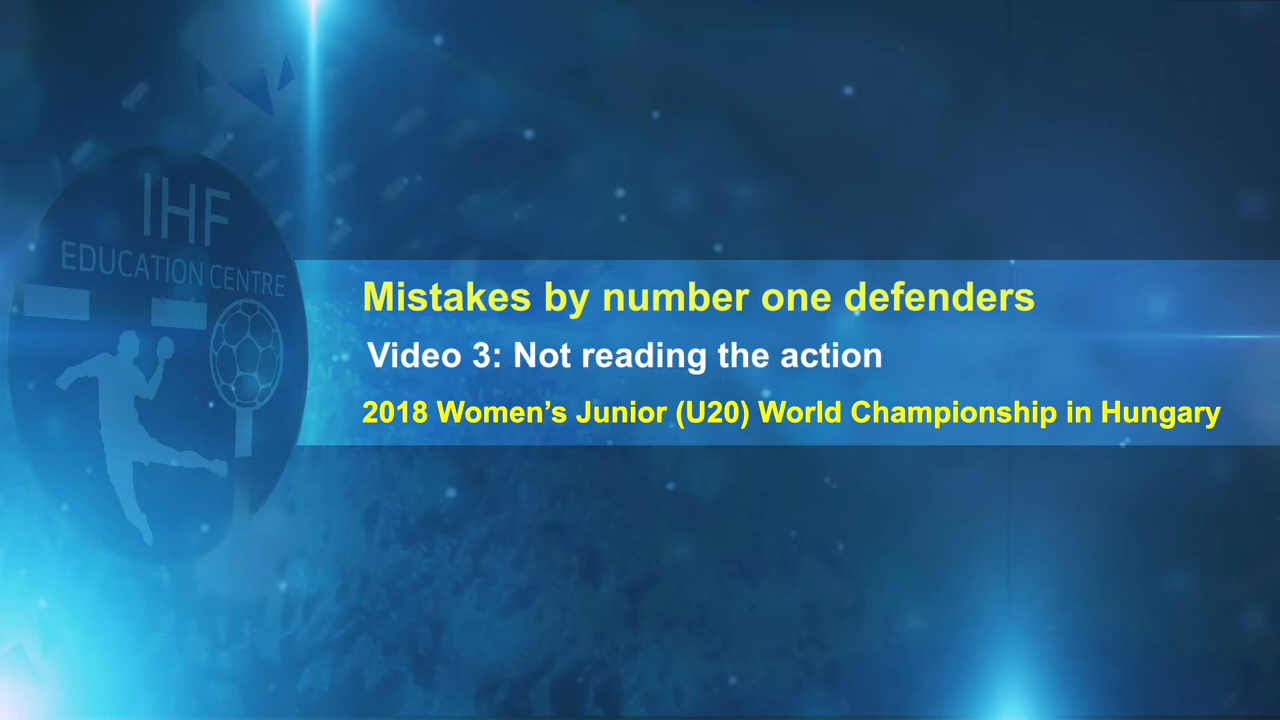 IHF
EDUCATION CENTRE
Mistakes by number one defenders
Video 3: Not reading the action
2018 Women’s Junior (U20) World Championship in Hungary